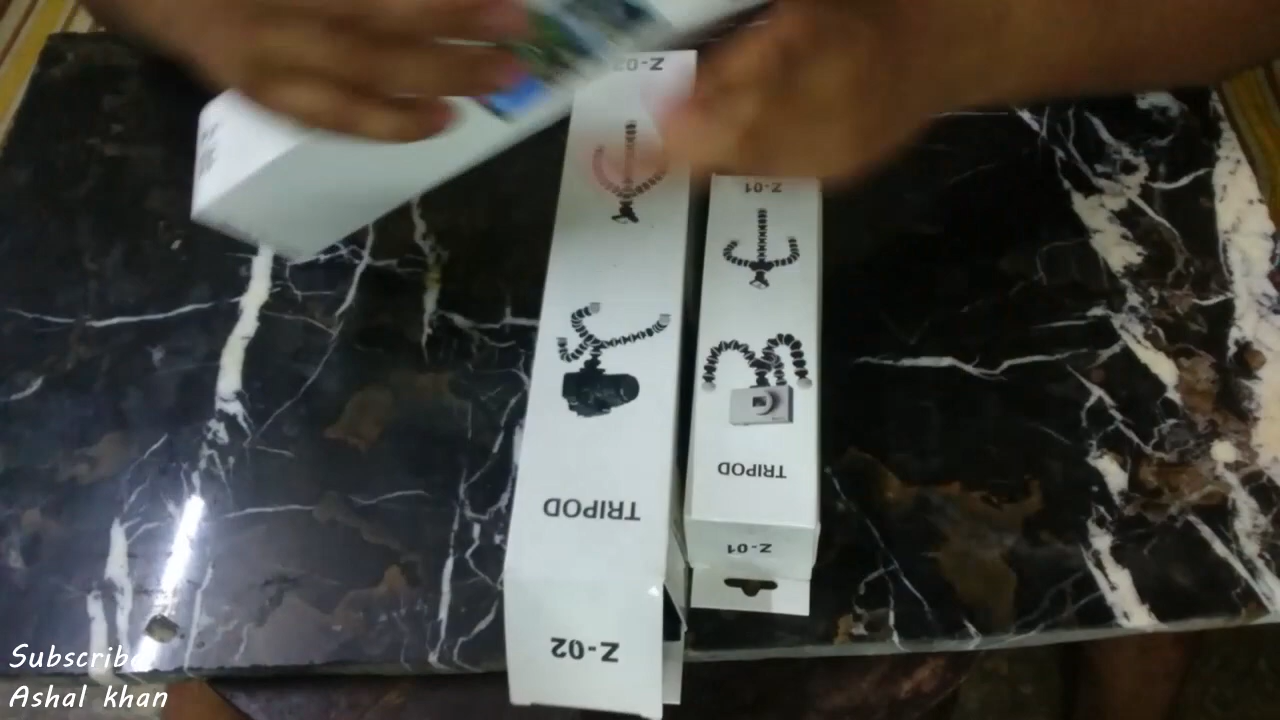 Z-02
Z-01
TRIPOD
TRIPOD
Z-01
Z-02
Subscribe
Ashal khan